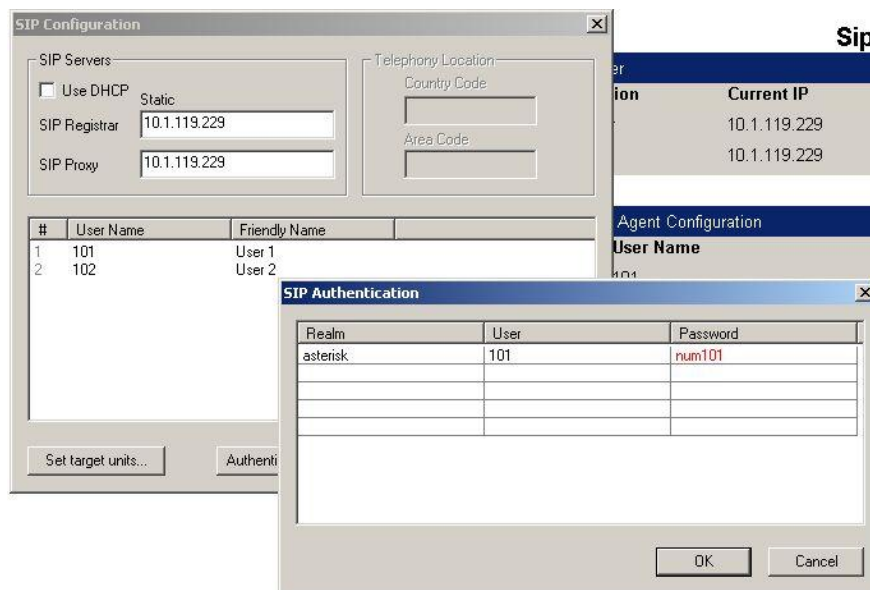 SIP Configuration
SIP Servers
Use DHCP
Static
SIP Registrar 10.1.119.229
SIP Proxy 10.1.119.229
Telephony Location
Country Code
Area Code
# User Name Friendly Name
1 101 User 1
2 102 User 2
Set target units...
Authenti
Sip
er
ion Current IP
10.1.119.229
10.1.119.229
Agent Configuration
User Name
101
SIP Authentication
Realm User Password
asterisk 101 num101
OK Cancel